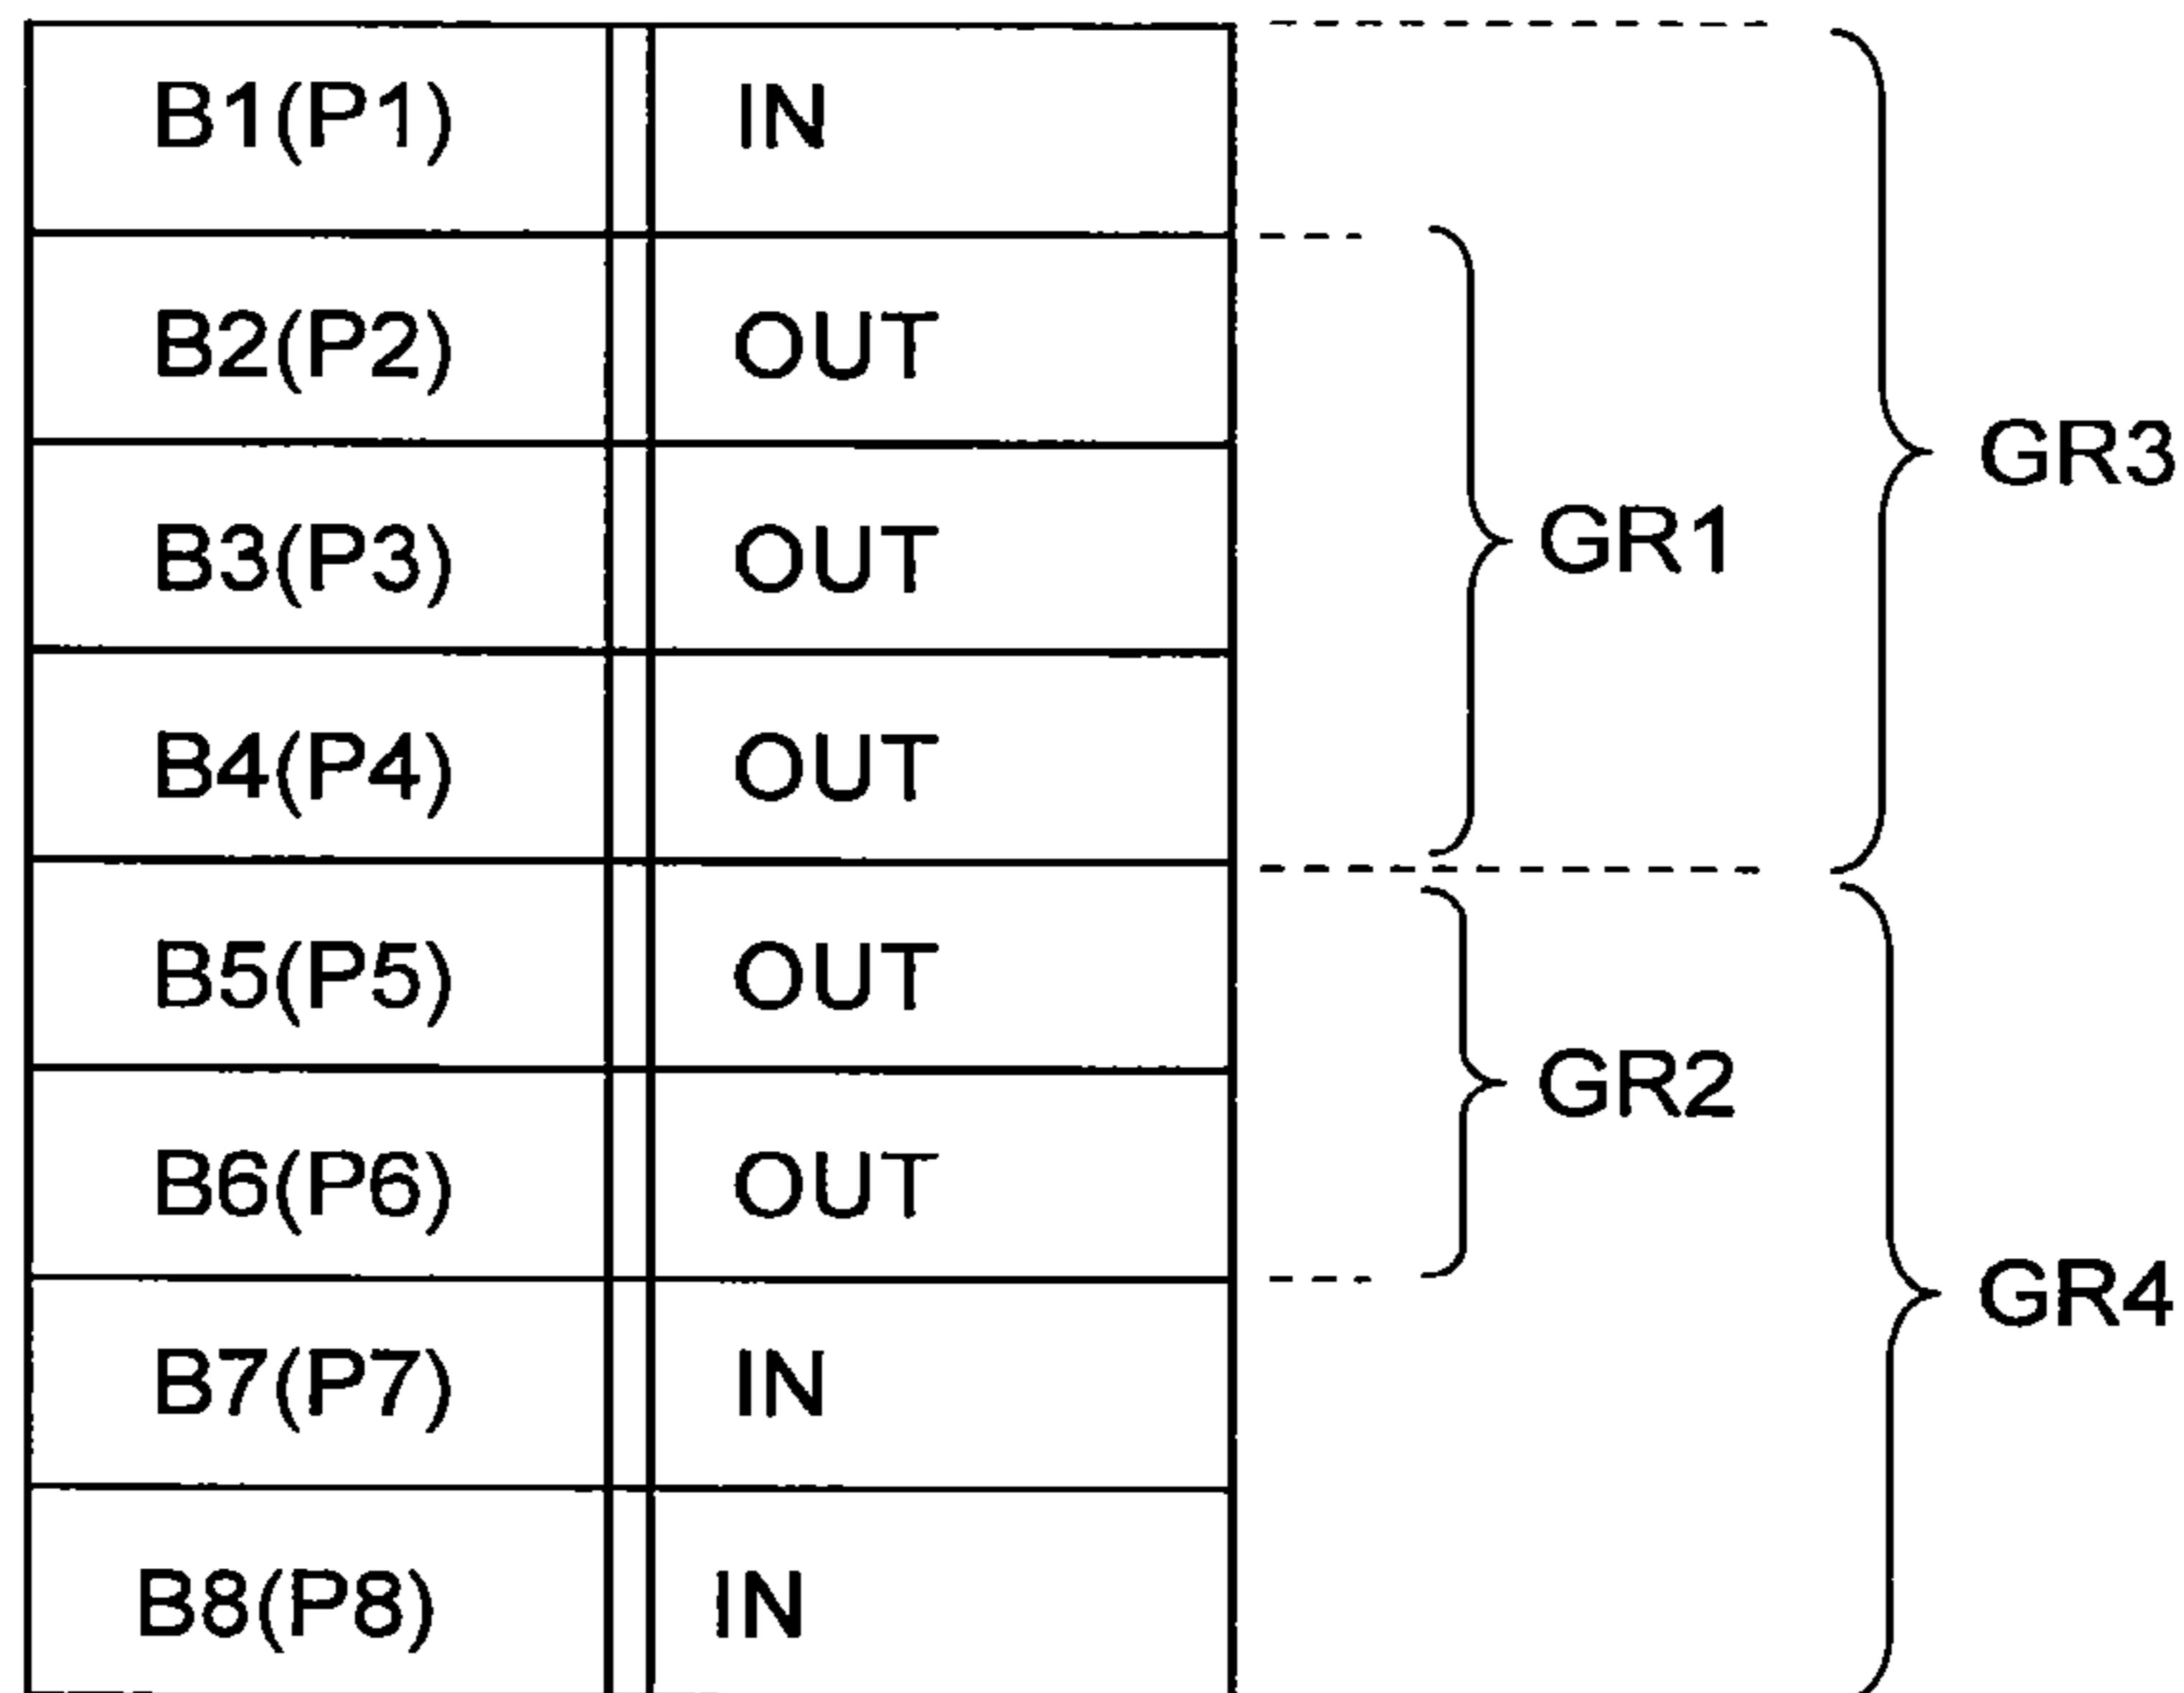 B1(P1) IN
B2(P2) OUT
GR3
B3(P3) OUT
GR1
B4(P4) OUT
B5(P5) OUT
GR2
B6(P6) OUT
GR4
B7(P7) IN
B8(P8) IN